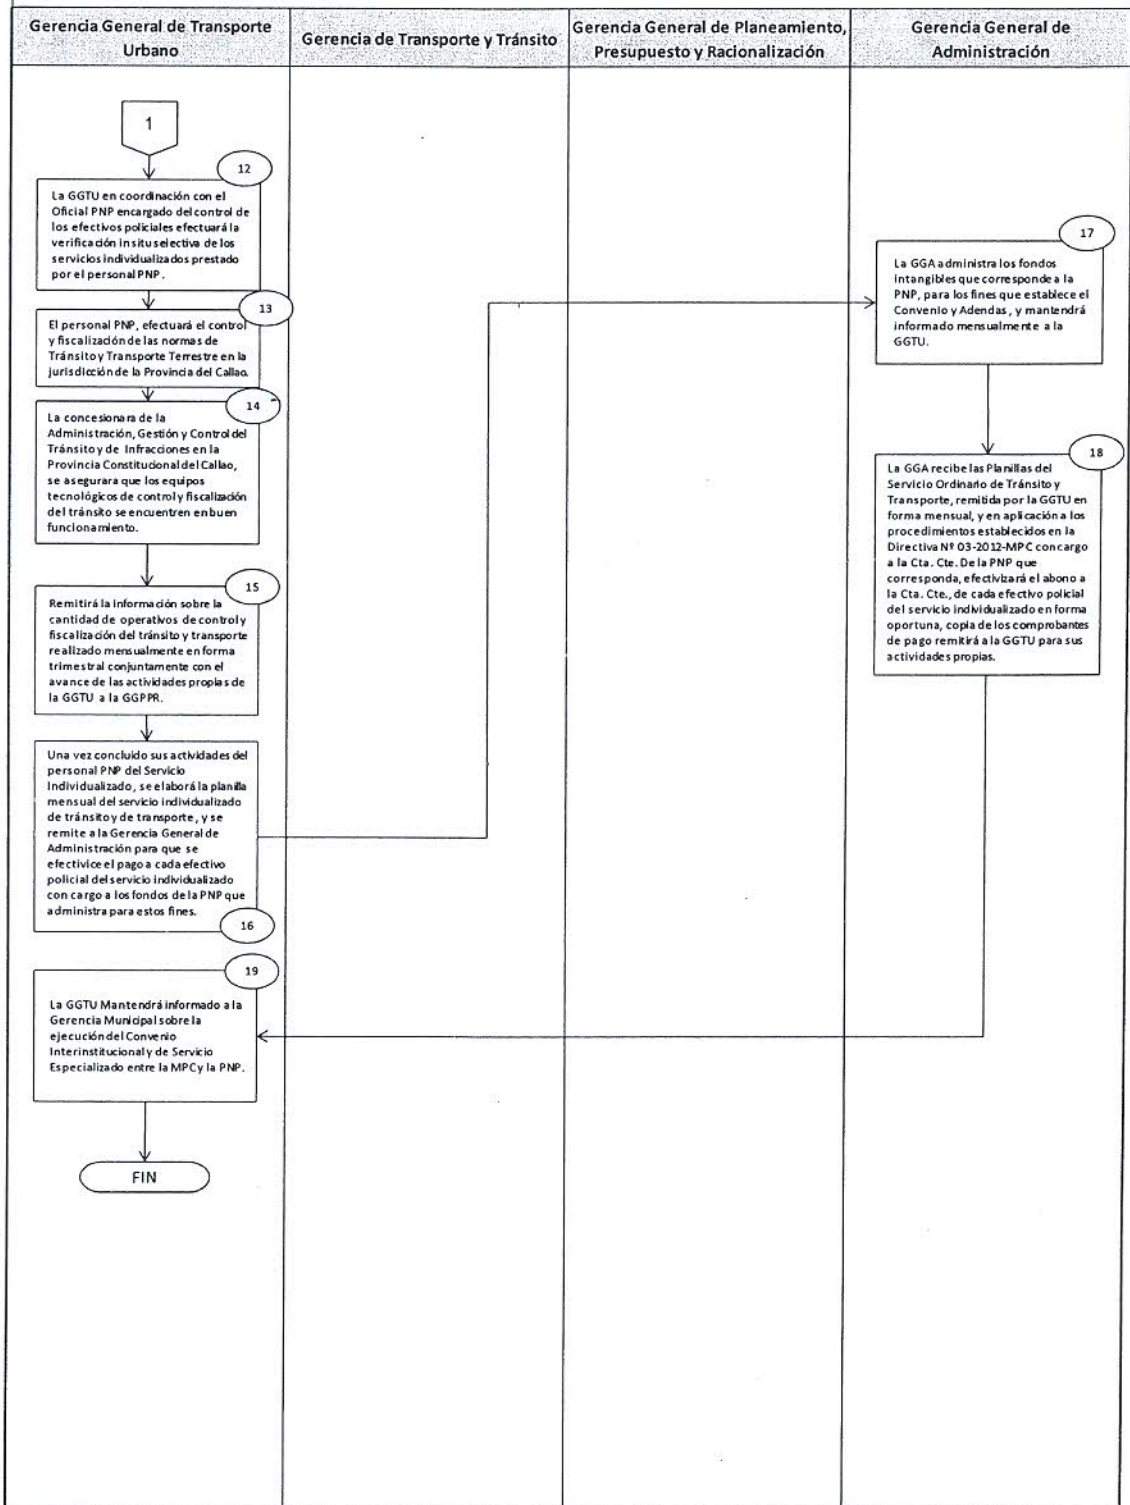 Gerencia General de Transporte
Urbano
Gerencia de Transporte y Tránsito
Gerencia General de Planeamiento,
Presupuesto y Racionalización
Gerencia General de
Administración
1
12
La GGTU en coordinación con el
Oficial PNP encargado del control de
los efectivos policiales efectuará la
verificación in situ selectiva de los
servicios individualizados prestado
por el personal PNP.
13
El personal PNP, efectuará el control
y fiscalización de las normas de
Tránsito y Transporte Terrestre en la
jurisdicción de la Provincia del Callao.
14
La concesionara de la
Administración, Gestión y Control del
Tránsito y de Infracciones en la
Provincia Constitucional del Callao,
se asegurara que los equipos
tecnológicos de control y fiscalización
del tránsito se encuentren en buen
funcionamiento.
15
Remitirá la información sobre la
cantidad de operativos de control y
fiscalización del tránsito y transporte
realizado mensualmente en forma
trimestral conjuntamente con el
avance de las actividades propias de
la GGTU a la GGPPR.
Una vez concluido sus actividades del
personal PNP del Servicio
Individualizado, se elaborá la planilla
mensual del servicio individualizado
de tránsito y de transporte, y se
remite a la Gerencia General de
Administración para que se
efectivice el pago a cada efectivo
policial del servicio individualizado
con cargo a los fondos de la PNP que
administra para estos fines.
16
17
La GGA administra los fondos
intangibles que corresponde a la
PNP, para los fines que establece el
Convenio y Adendas, y mantendrá
informado mensualmente a la
GGTU.
18
La GGA recibe las Planillas del
Servicio Ordinario de Tránsito y
Transporte, remitida por la GGTU en
forma mensual, y en aplicación a los
procedimientos establecidos en la
Directiva Nº 03-2012-MPC con cargo
a la Cta. Cte. De la PNP que
corresponda, efectivizará el abono a
la Cta. Cte., de cada efectivo policial
del servicio individualizado en forma
oportuna, copia de los comprobantes
de pago remitirá a la GGTU para sus
actividades propias.
19
La GGTU Mantendrá informado a la
Gerencia Municipal sobre la
ejecución del Convenio
Interinstitucional y de Servicio
Especializado entre la MPC y la PNP.
FIN